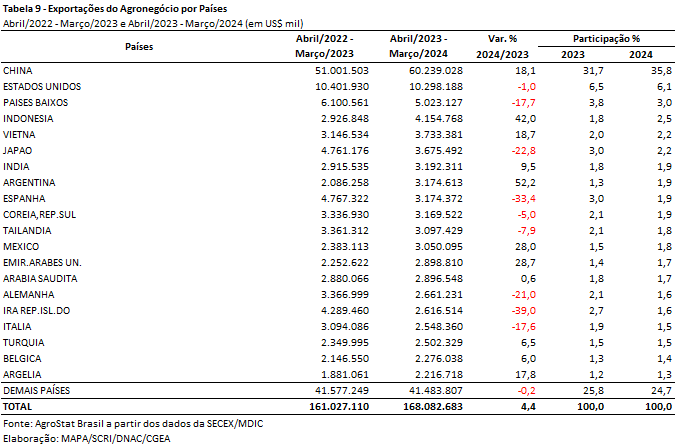 Tabela 9 - Exportações do Agronegócio por Países
Abril/2022 - Março/2023 e Abril/2023 - Março/2024 (em US$ mil)
Países Abril/2022 - Março/2023 Abril/2023 - Março/2024 Var. % 2024/2023 Participação % 2023 2024
CHINA 51.001.503 60.239.028 18,1 31,7 35,8
ESTADOS UNIDOS 10.401.930 10.298.188 -1,0 6,5 6,1
PAISES BAIXOS 6.100.561 5.023.127 -17,7 3,8 3,0
INDONESIA 2.926.848 4.154.768 42,0 1,8 2,5
VIETNA 3.146.534 3.733.381 18,7 2,0 2,2
JAPAO 4.761.176 3.675.492 -22,8 3,0 2,2
INDIA 2.915.535 3.192.311 9,5 1,8 1,9
ARGENTINA 2.086.258 3.174.613 52,2 1,3 1,9
ESPANHA 4.767.322 3.174.372 -33,4 3,0 1,9
COREIA,REP.SUL 3.336.930 3.169.522 -5,0 2,1 1,9
TAILANDIA 3.361.312 3.097.429 -7,9 2,1 1,8
MEXICO 2.383.113 3.050.095 28,0 1,5 1,8
EMIR.ARABES UN. 2.252.622 2.898.810 28,7 1,4 1,7
ARABIA SAUDITA 2.880.066 2.896.548 0,6 1,8 1,7
ALEMANHA 3.366.999 2.661.231 -21,0 2,1 1,6
IRA REP.ISL.DO 4.289.460 2.616.514 -39,0 2,7 1,6
ITALIA 3.094.086 2.548.360 -17,6 1,9 1,5
TURQUIA 2.349.995 2.502.329 6,5 1,5 1,5
BELGICA 2.146.550 2.276.038 6,0 1,3 1,4
ARGELIA 1.881.061 2.216.718 17,8 1,2 1,3
DEMAIS PAÍSES 41.577.249 41.483.807 -0,2 25,8 24,7
TOTAL 161.027.110 168.082.683 4,4 100,0 100,0
Fonte: AgroStat Brasil a partir dos dados da SECEX/MDIC
Elaboração: MAPA/SCRI/DNAC/CGEA